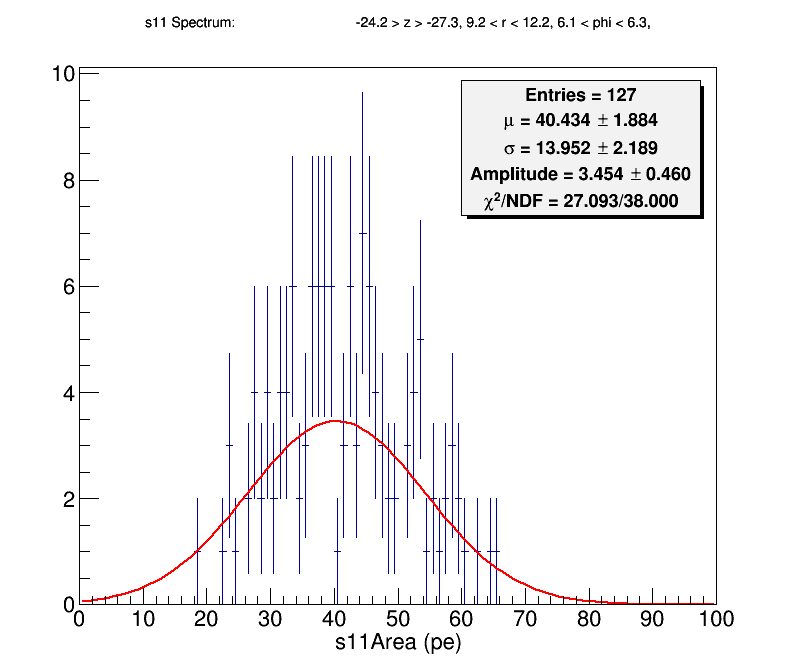 s11 Spectrum: -24.2 > z > -27.3, 9.2 < r < 12.2, 6.1 < phi < 6.3,
Entries = 127
μ = 40.434 ± 1.884
σ = 13.952 ± 2.189
Amplitude = 3.454 ± 0.460
χ²/NDF = 27.093/38.000
10
8
6
4
2
0
0 10 20 30 40 50 60 70 80 90 100
s11Area (pe)